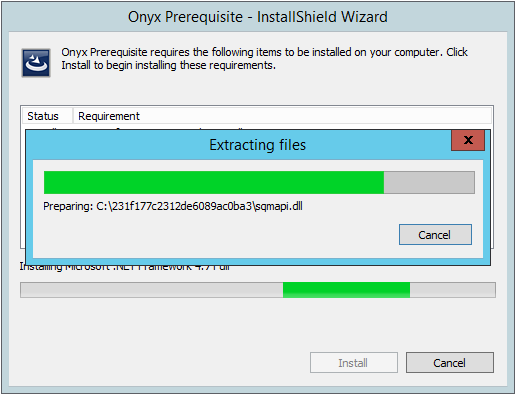 Onyx Prerequisite - InstallShield Wizard
Onyx Prerequisite requires the following items to be installed on your computer. Click
Install to begin installing these requirements.
Status Requirement
Extracting files
x
Preparing: C:\231f177c2312de6089ac0ba3\sqmapi.dll
Cancel
Installing Microsoft .NET Framework 4.71 Full
Install Cancel